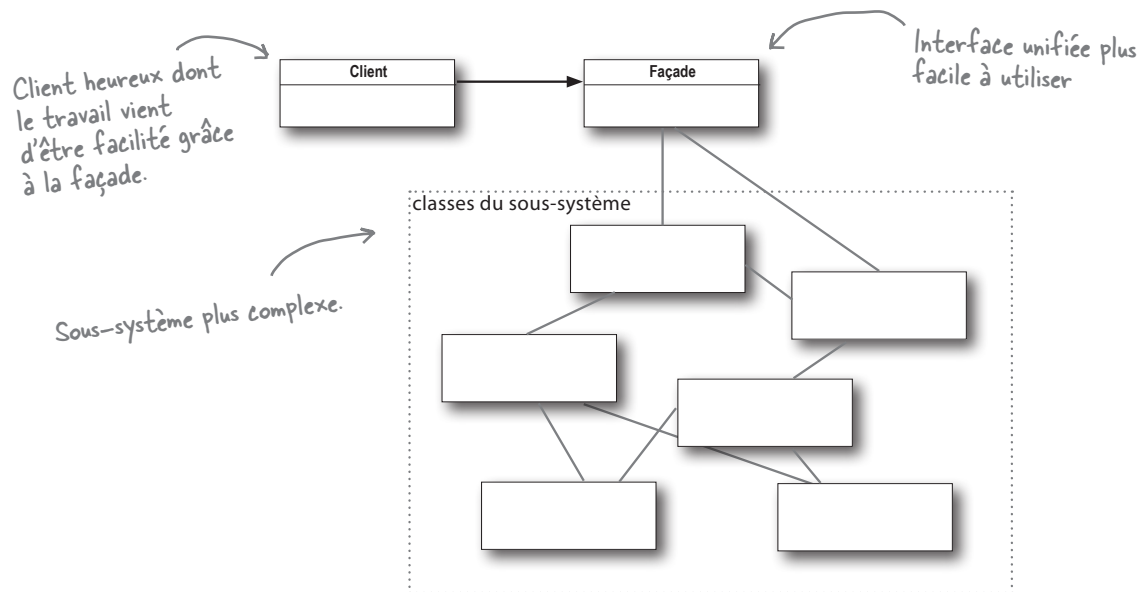 Client heureux dont
le travail vient
d'être facilité grâce
à la façade.
Client
Façade
Interface unifiée plus
facile à utiliser
classes du sous-système
Sous-système plus complexe.